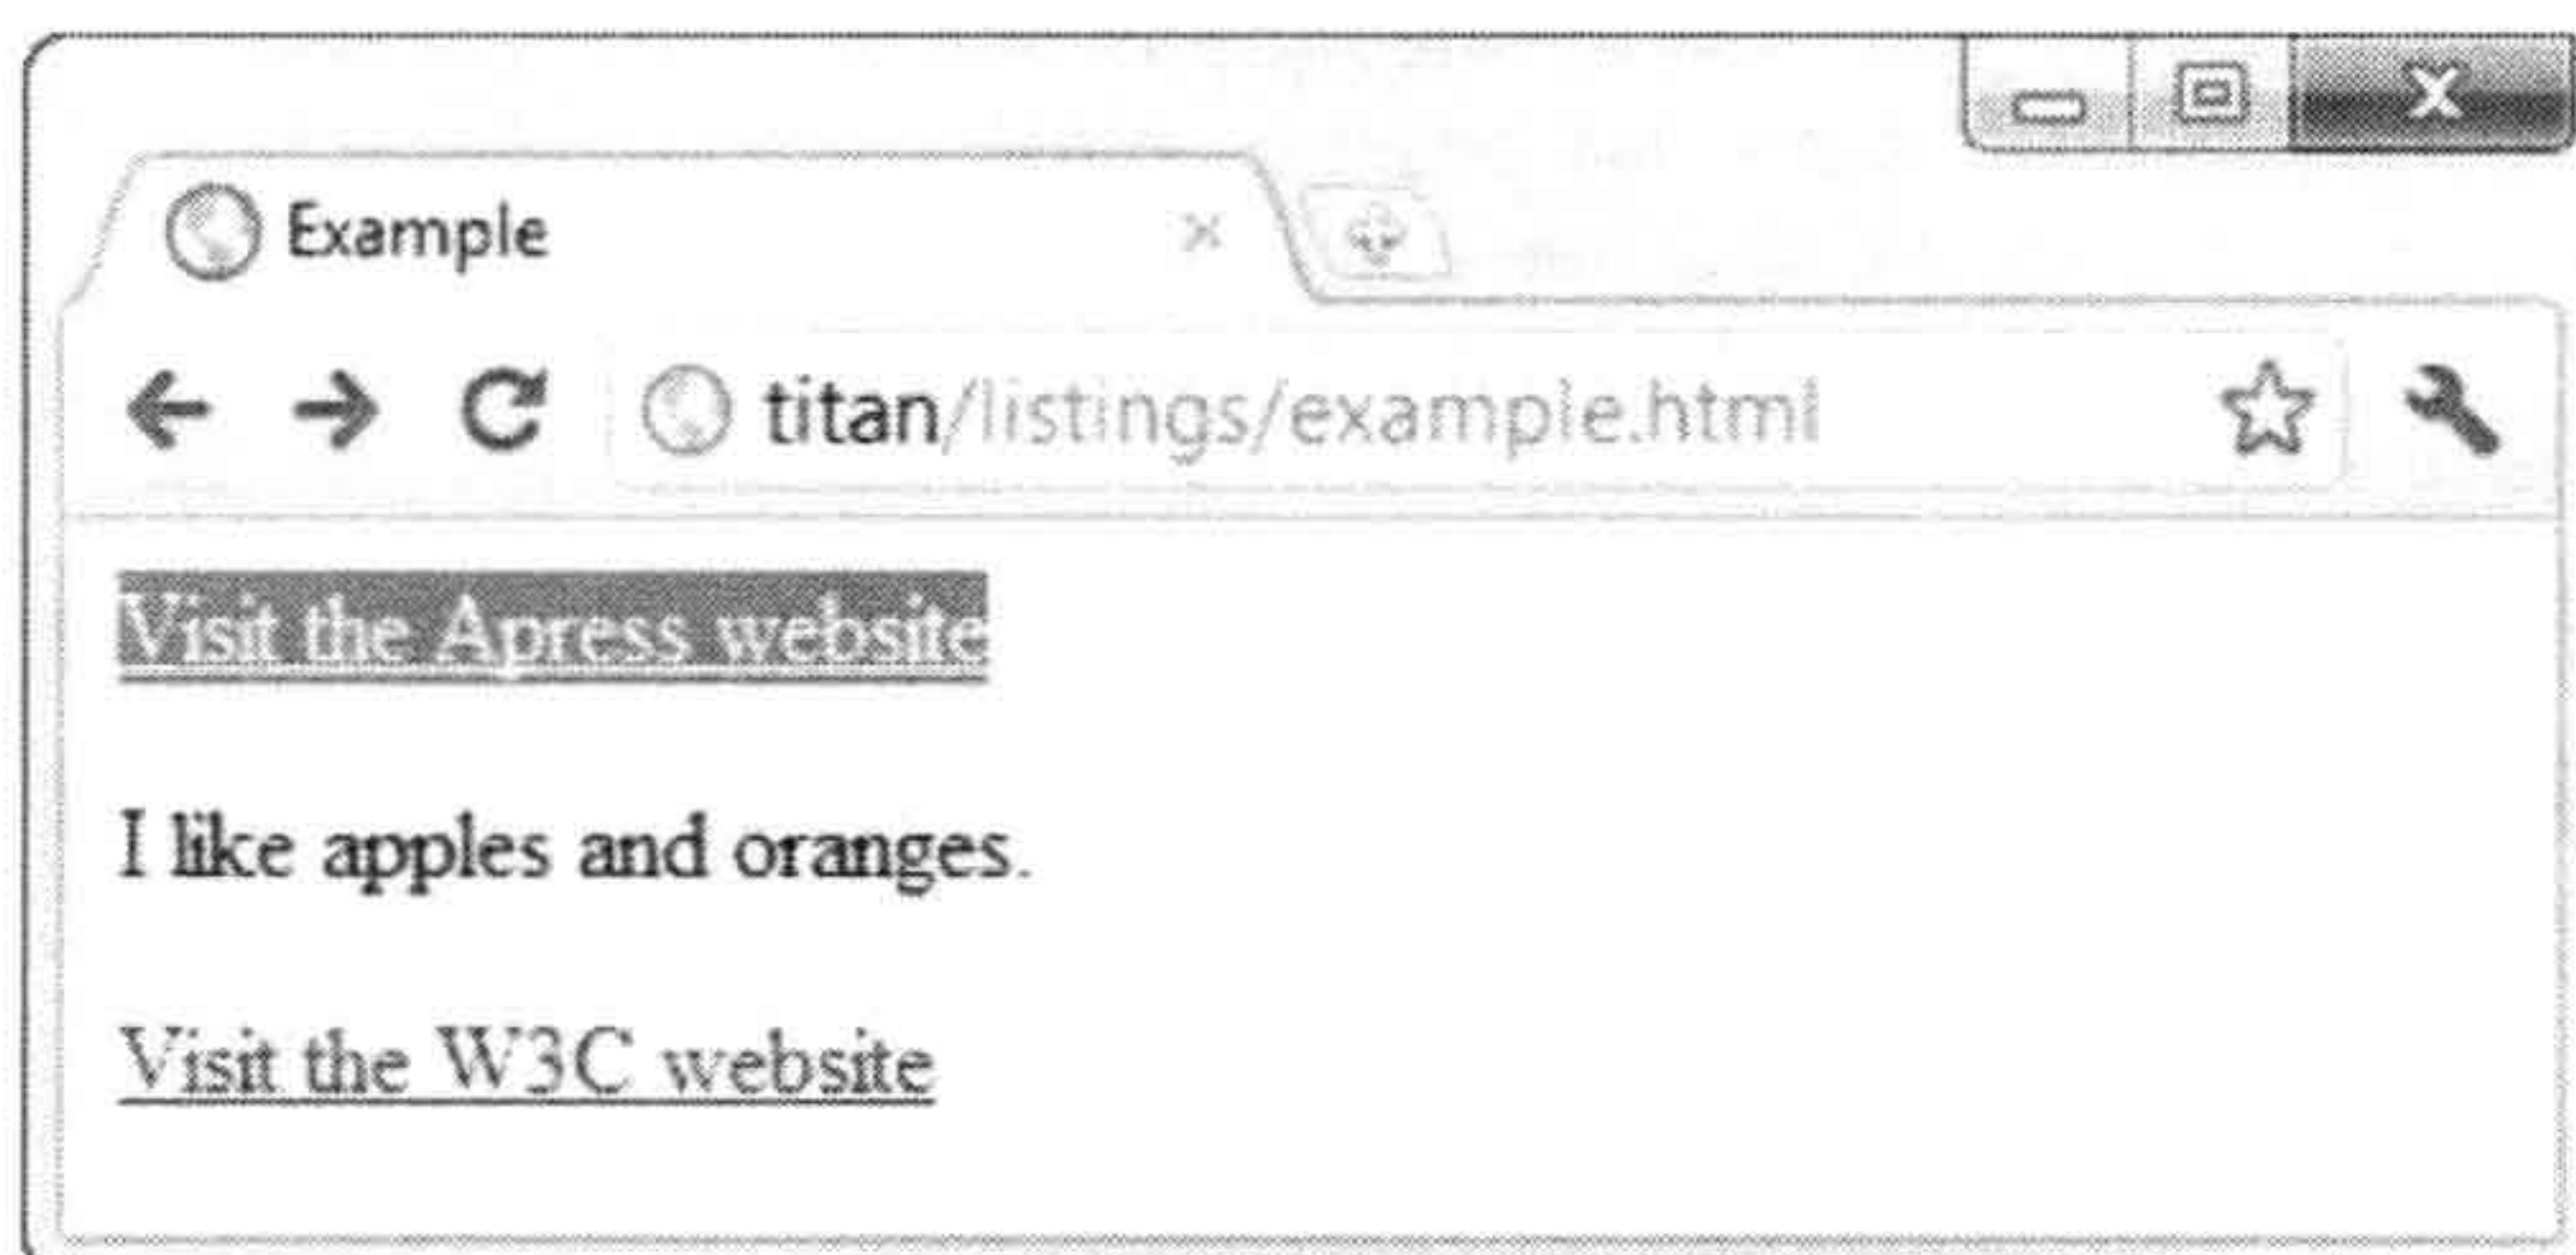 Example
titan/listings/example.html
Visit the Apress website
I like apples and oranges.
Visit the W3C website